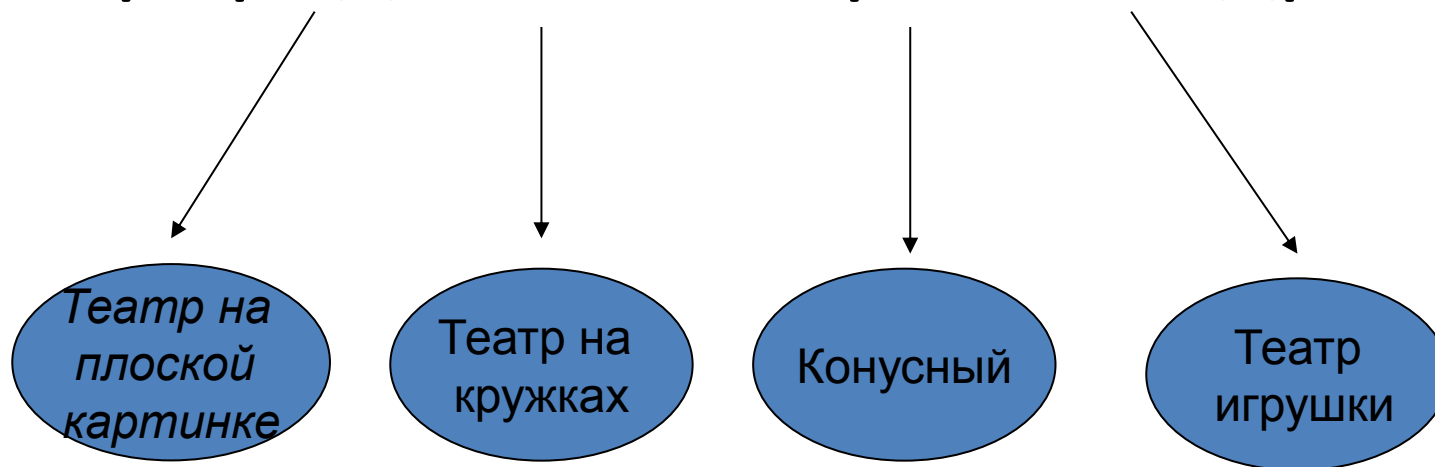 Театр на
плоской
картинке
Театр на
кружках
Конусный
Театр
игрушки